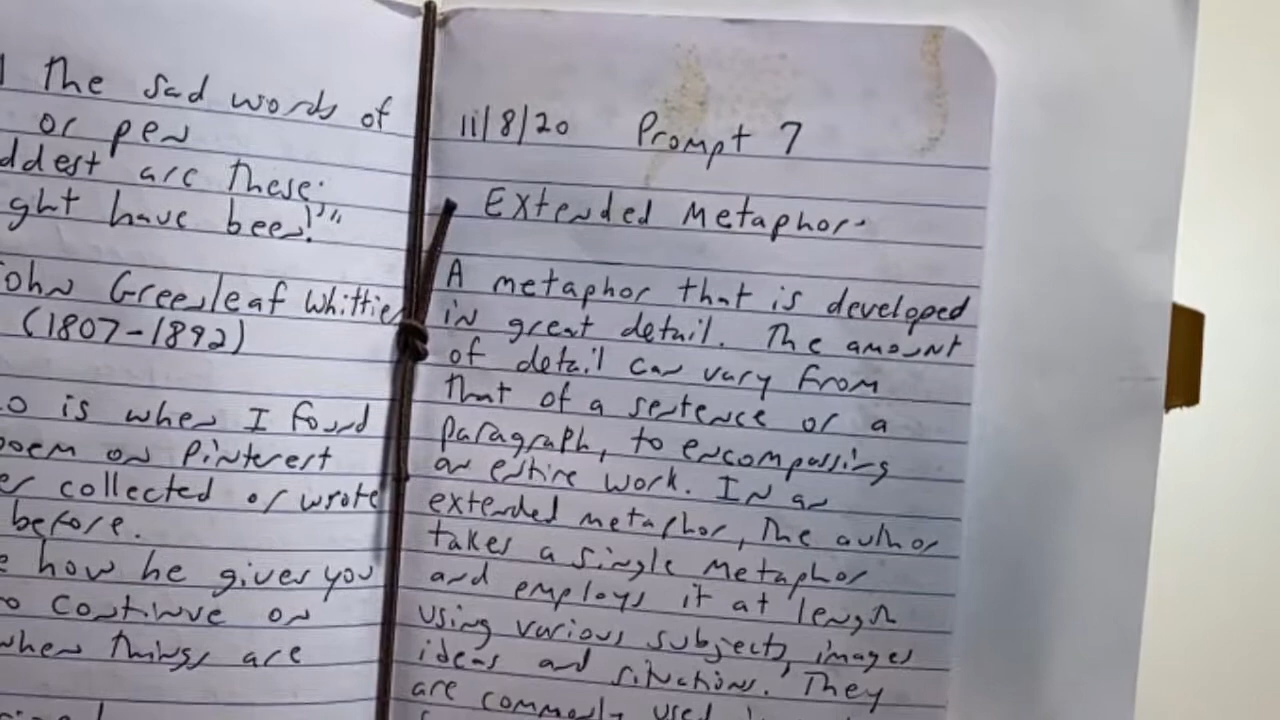 the sad words of
or pen
ddest are these:
ght have been!""
ohn Greenleaf Whittier
(1807-1892)
o is when I found
poem on Pinterest
er collected or wrote
before.
e how he gives you
to continue on
when things are
11/8/20 Prompt 7
Extended Metaphor.
A metaphor that is developed
in great detail. The amount
of detail can vary from
that of a sentence or a
paragraph, to encompassing
an entire work. In an
extended metaphor, the author
takes a single metaphor
and employs it at length
using various subjects, images
ideas and situctions. They
are commonly used